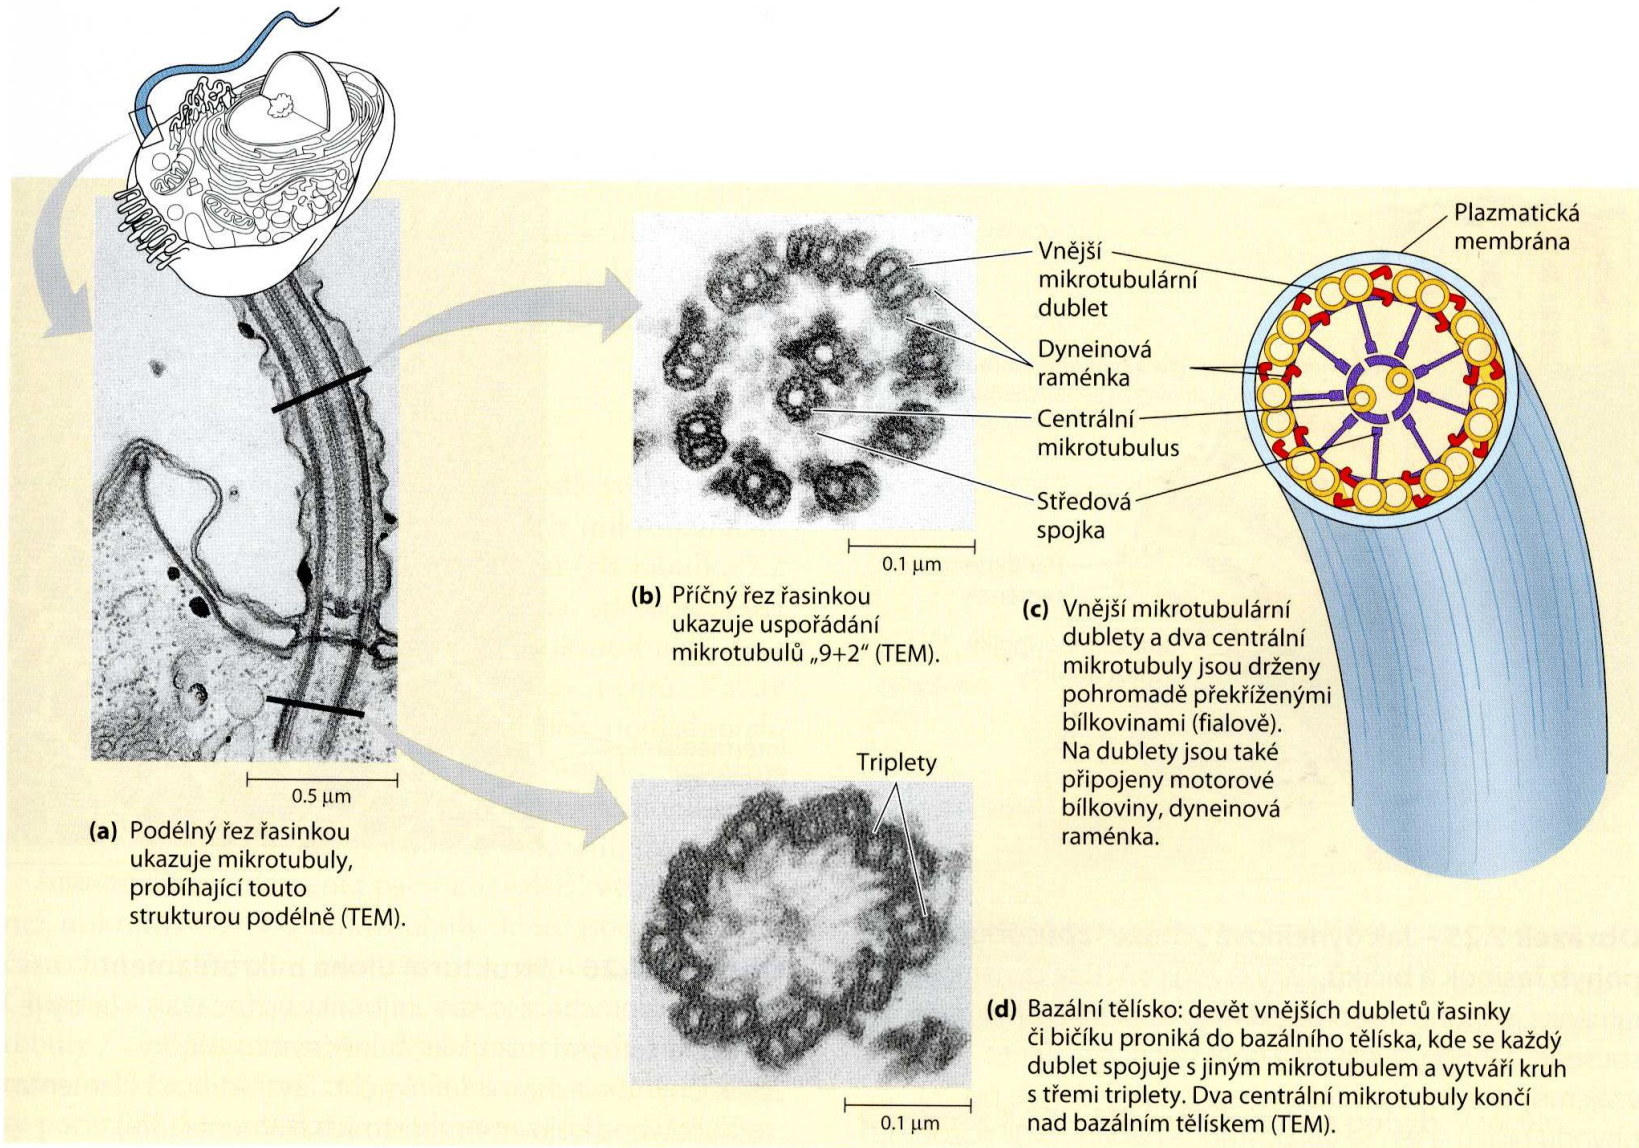 Plazmatická
membrána
Vnější
mikrotubulární
dublet
Dyneinová
raménka
Centrální
mikrotubulus
Středová
spojka
0.1 µm
(b) Příčný řez řasinkou
ukazuje uspořádání
mikrotubulů „9+2“ (TEM).
(c) Vnější mikrotubulární
dublety a dva centrální
mikrotubuly jsou drženy
pohromadě překříženými
bílkovinami (fialově).
Na dublety jsou také
připojeny motorové
bílkoviny, dyneinová
raménka.
0.5 µm
(a) Podélný řez řasinkou
ukazuje mikrotubuly,
probíhající touto
strukturou podélně (TEM).
Triplety
0.1 µm
(d) Bazální tělísko: devět vnějších dubletů řasinky
či bičíku proniká do bazálního tělíska, kde se každý
dublet spojuje s jiným mikrotubulem a vytváří kruh
s třemi triplety. Dva centrální mikrotubuly končí
nad bazálním tělískem (TEM).